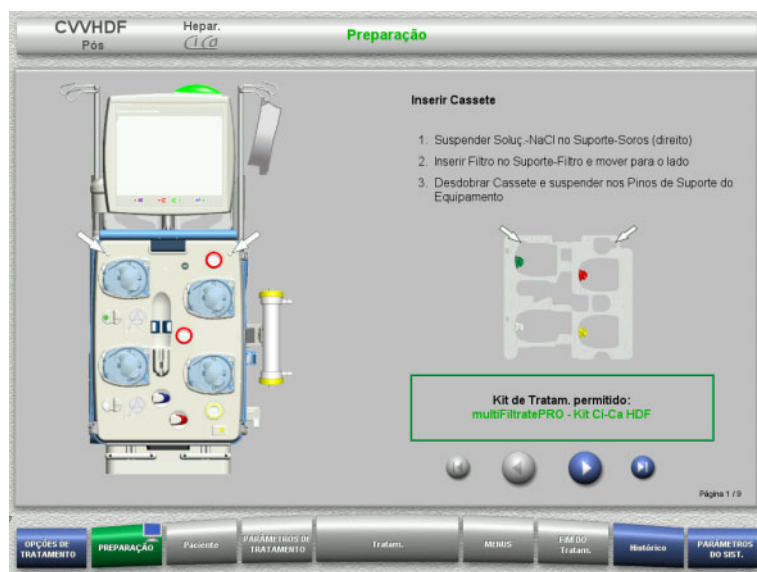 CVVHDF
Pós
Hepar.
Ci Ca
Preparação
Inserir Cassete
1. Suspender Soluç.-NaCl no Suporte-Soros (direito)
2. Inserir Filtro no Suporte-Filtro e mover para o lado
3. Desdobrar Cassete e suspender nos Pinos de Suporte do
Equipamento
Kit de Tratam. permitido:
multiFiltratePRO - Kit Ci-Ca HDF
Página 1 / 9
OPÇÕES DE
TRATAMENTO
PREPARAÇÃO
Paciente
PARÂMETROS DE
TRATAMENTO
Tratam.
MENUS
FIM DO
Tratam.
Histórico
PARÂMETROS
DO SIST.